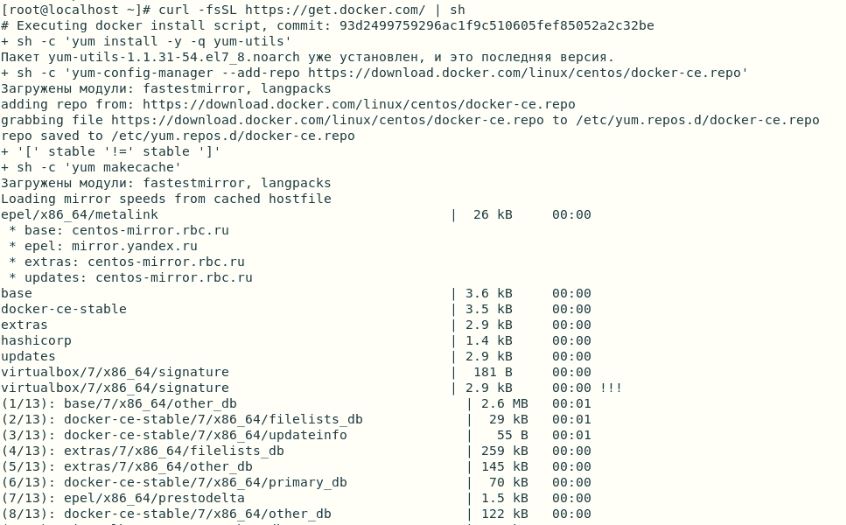 [root@localhost ~]# curl -fsSL https://get.docker.com/ | sh
# Executing docker install script, commit: 93d2499759296ac1f9c510605fef85052a2c32be
+ sh -c 'yum install -y -q yum-utils'
Пакет yum-utils-1.1.31-54.el7_8.noarch уже установлен, и это последняя версия.
+ sh -c 'yum-config-manager --add-repo https://download.docker.com/linux/centos/docker-ce.repo'
Загружены модули: fastestmirror, langpacks
adding repo from: https://download.docker.com/linux/centos/docker-ce.repo
grabbing file https://download.docker.com/linux/centos/docker-ce.repo to /etc/yum.repos.d/docker-ce.repo
repo saved to /etc/yum.repos.d/docker-ce.repo
+ '[' stable '!=' stable ']'
+ sh -c 'yum makecache'
Загружены модули: fastestmirror, langpacks
Loading mirror speeds from cached hostfile
epel/x86_64/metalink | 26 kB 00:00
* base: centos-mirror.rbc.ru
* epel: mirror.yandex.ru
* extras: centos-mirror.rbc.ru
* updates: centos-mirror.rbc.ru
base | 3.6 kB 00:00
docker-ce-stable | 3.5 kB 00:00
extras | 2.9 kB 00:00
hashicorp | 1.4 kB 00:00
updates | 2.9 kB 00:00
virtualbox/7/x86_64/signature | 181 B 00:00
virtualbox/7/x86_64/signature | 2.9 kB 00:00 !!!
(1/13): base/7/x86_64/other_db | 2.6 MB 00:01
(2/13): docker-ce-stable/7/x86_64/filelists_db | 29 kB 00:01
(3/13): docker-ce-stable/7/x86_64/updateinfo | 55 B 00:01
(4/13): extras/7/x86_64/filelists_db | 259 kB 00:00
(5/13): extras/7/x86_64/other_db | 145 kB 00:00
(6/13): docker-ce-stable/7/x86_64/primary_db | 70 kB 00:00
(7/13): epel/x86_64/prestodelta | 1.5 kB 00:00
(8/13): docker-ce-stable/7/x86_64/other_db | 122 kB 00:00